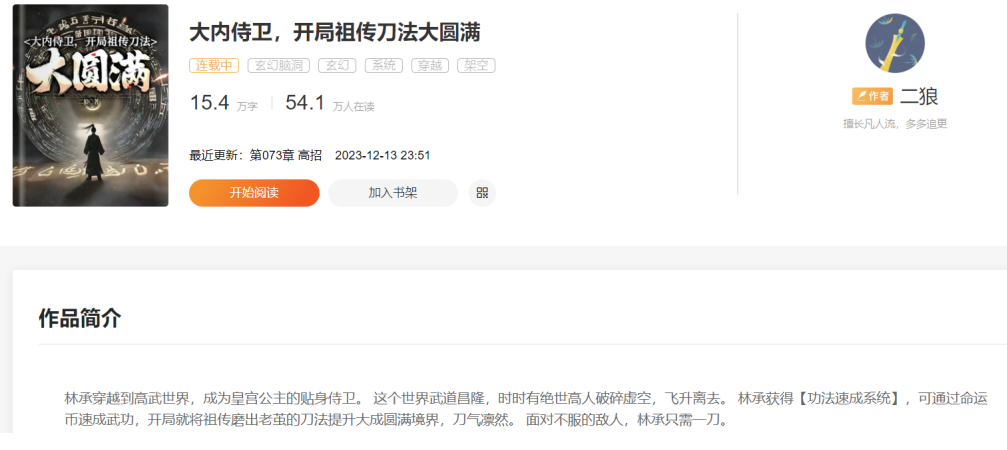 <大内侍卫，开局祖传刀法>
大圆满
大内侍卫，开局祖传刀法大圆满
连载中 玄幻脑洞 玄幻 系统 穿越 架空
15.4 万字 54.1 万人在读
最近更新：第073章 高招 2023-12-13 23:51
开始阅读 加入书架
作者 二狼
擅长凡人流，多多追更
作品简介
林承穿越到高武世界，成为皇宫公主的贴身侍卫。 这个世界武道昌隆，时时有绝世高人破碎虚空，飞升离去。 林承获得【功法速成系统】，可通过命运
币速成武功，开局就将祖传磨出老茧的刀法提升大成圆满境界，刀气凛然。 面对不服的敌人，林承只需一刀。